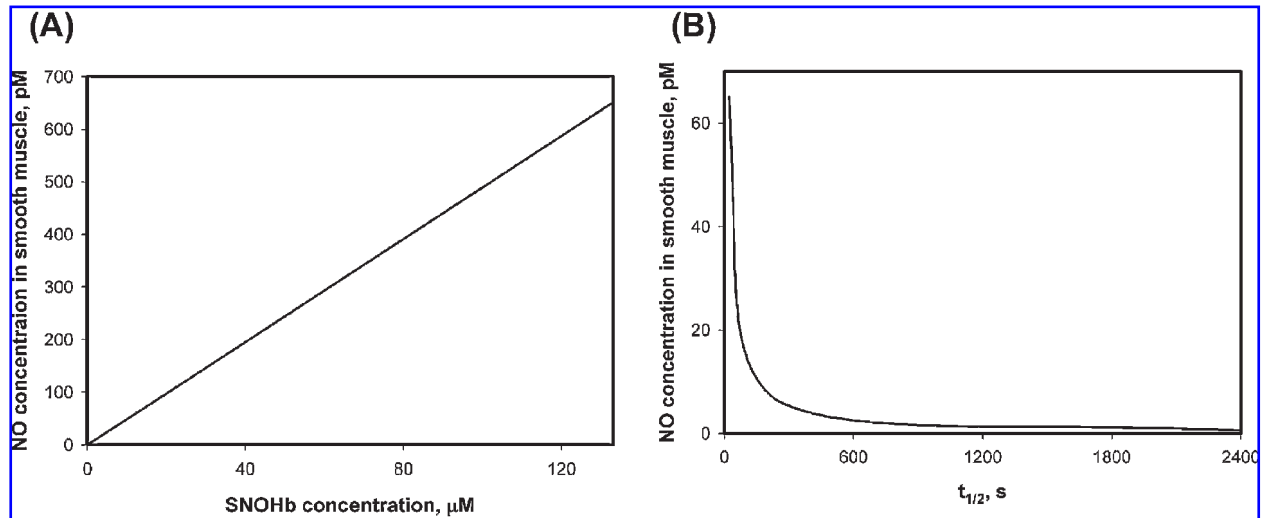 (A)
NO concentraion in smooth muscle, pM
700
600
500
400
300
200
100
0
0 40 80 120
SNOHb concentration, μM
(B)
NO concentration in smooth muscle, pM
60
40
20
0
0 600 1200 1800 2400
t1/2, s